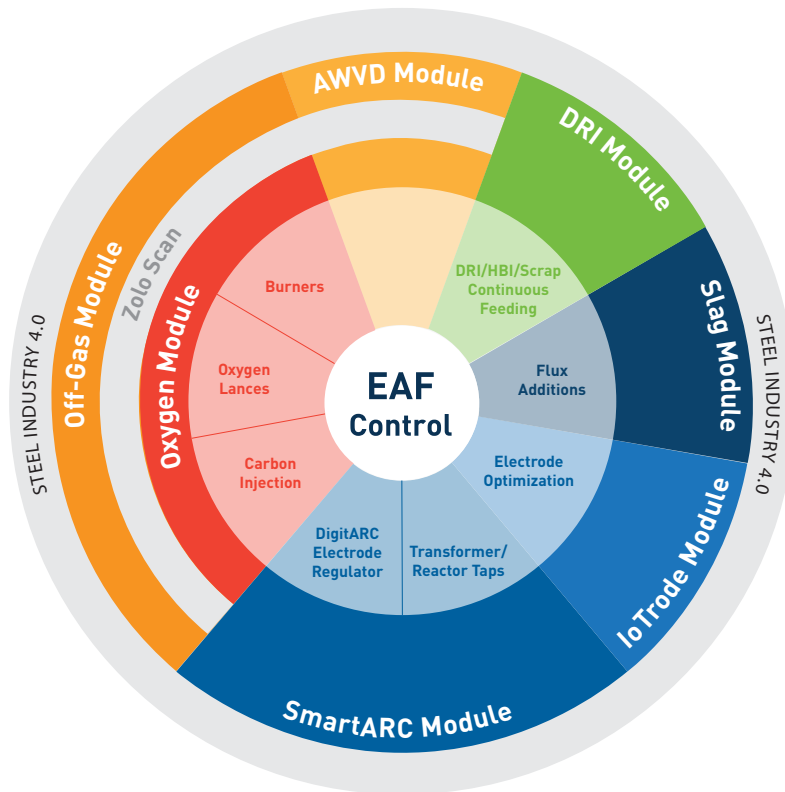 AWVD Module
DRI Module
Slag Module
IoTrode Module
SmartARC Module
Off-Gas Module
Zolo Scan
Oxygen Module
STEEL INDUSTRY 4.0
STEEL INDUSTRY 4.0
Burners
Oxygen
Lances
Carbon
Injection
DigitARC
Electrode
Regulator
Transformer/
Reactor Taps
Electrode
Optimization
Flux
Additions
DRI/HBI/Scrap
Continuous
Feeding
EAF
Control